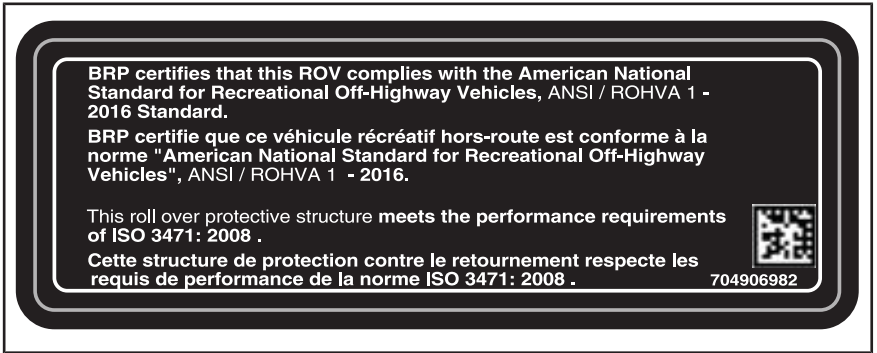 BRP certifies that this ROV complies with the American National
Standard for Recreational Off-Highway Vehicles, ANSI / ROHVA 1 -
2016 Standard.
BRP certifie que ce véhicule récréatif hors-route est conforme à la
norme "American National Standard for Recreational Off-Highway
Vehicles", ANSI / ROHVA 1 - 2016.
This roll over protective structure meets the performance requirements
of ISO 3471: 2008 .
Cette structure de protection contre le retournement respecte les
requis de performance de la norme ISO 3471: 2008 .
704906982